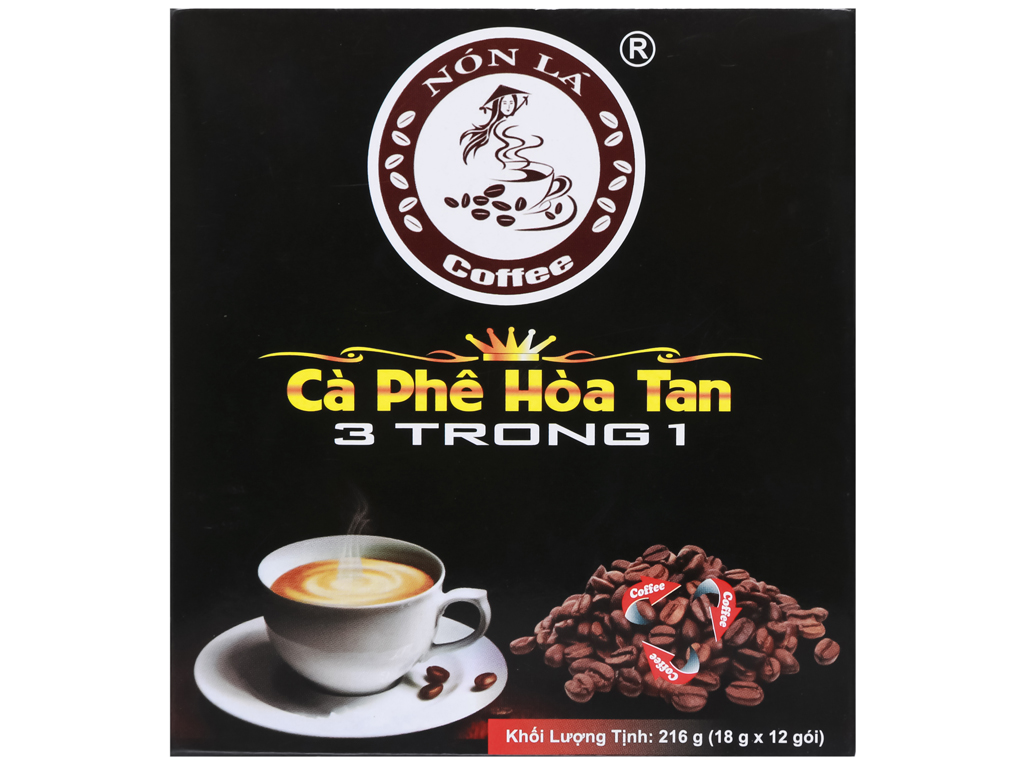 NÓN LÁ
®
Coffee
Cà Phê Hòa Tan
3 TRONG 1
Coffee
Coffee
Coffee
Khối Lượng Tịnh: 216 g (18 g x 12 gói)